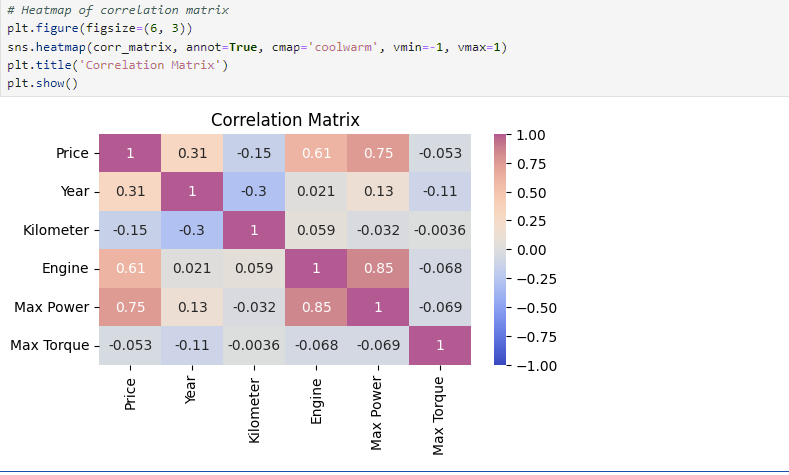 # Heatmap of correlation matrix
plt.figure(figsize=(6, 3))
sns.heatmap(corr_matrix, annot=True, cmap='coolwarm', vmin=-1, vmax=1)
plt.title('Correlation Matrix')
plt.show()
Correlation Matrix
Price 1 0.31 -0.15 0.61 0.75 -0.053
Year 0.31 1 -0.3 0.021 0.13 -0.11
Kilometer -0.15 -0.3 1 0.059 -0.032 -0.0036
Engine 0.61 0.021 0.059 1 0.85 -0.068
Max Power 0.75 0.13 -0.032 0.85 1 -0.069
Max Torque -0.053 -0.11 -0.0036 -0.068 -0.069 1
Price Year Kilometer Engine Max Power Max Torque
1.00
0.75
0.50
0.25
0.00
−0.25
−0.50
−0.75
−1.00